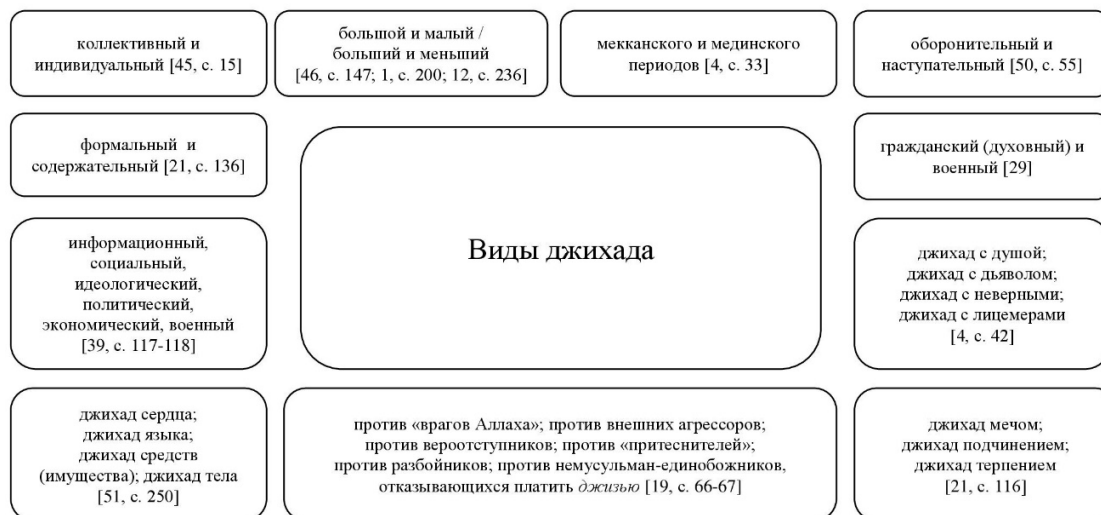 коллективный и
индивидуальный [45, с. 15]
большой и малый /
больший и меньший
[46, с. 147; 1, с. 200; 12, с. 236]
мекканского и мединского
периодов [4, с. 33]
оборонительный и
наступательный [50, с. 55]
формальный и
содержательный [21, с. 136]
гражданский (духовный) и
военный [29]
информационный,
социальный,
идеологический,
политический,
экономический, военный
[39, с. 117-118]
Виды джихада
джихад с душой;
джихад с дьяволом;
джихад с неверными;
джихад с лицемерами
[4, с. 42]
джихад сердца;
джихад языка;
джихад средств
(имущества); джихад тела
[51, с. 250]
против «врагов Аллаха»; против внешних агрессоров;
против вероотступников; против «притеснителей»;
против разбойников; против немусульман-единобожников,
отказывающихся платить джизью [19, с. 66-67]
джихад мечом;
джихад подчинением;
джихад терпением
[21, с. 116]